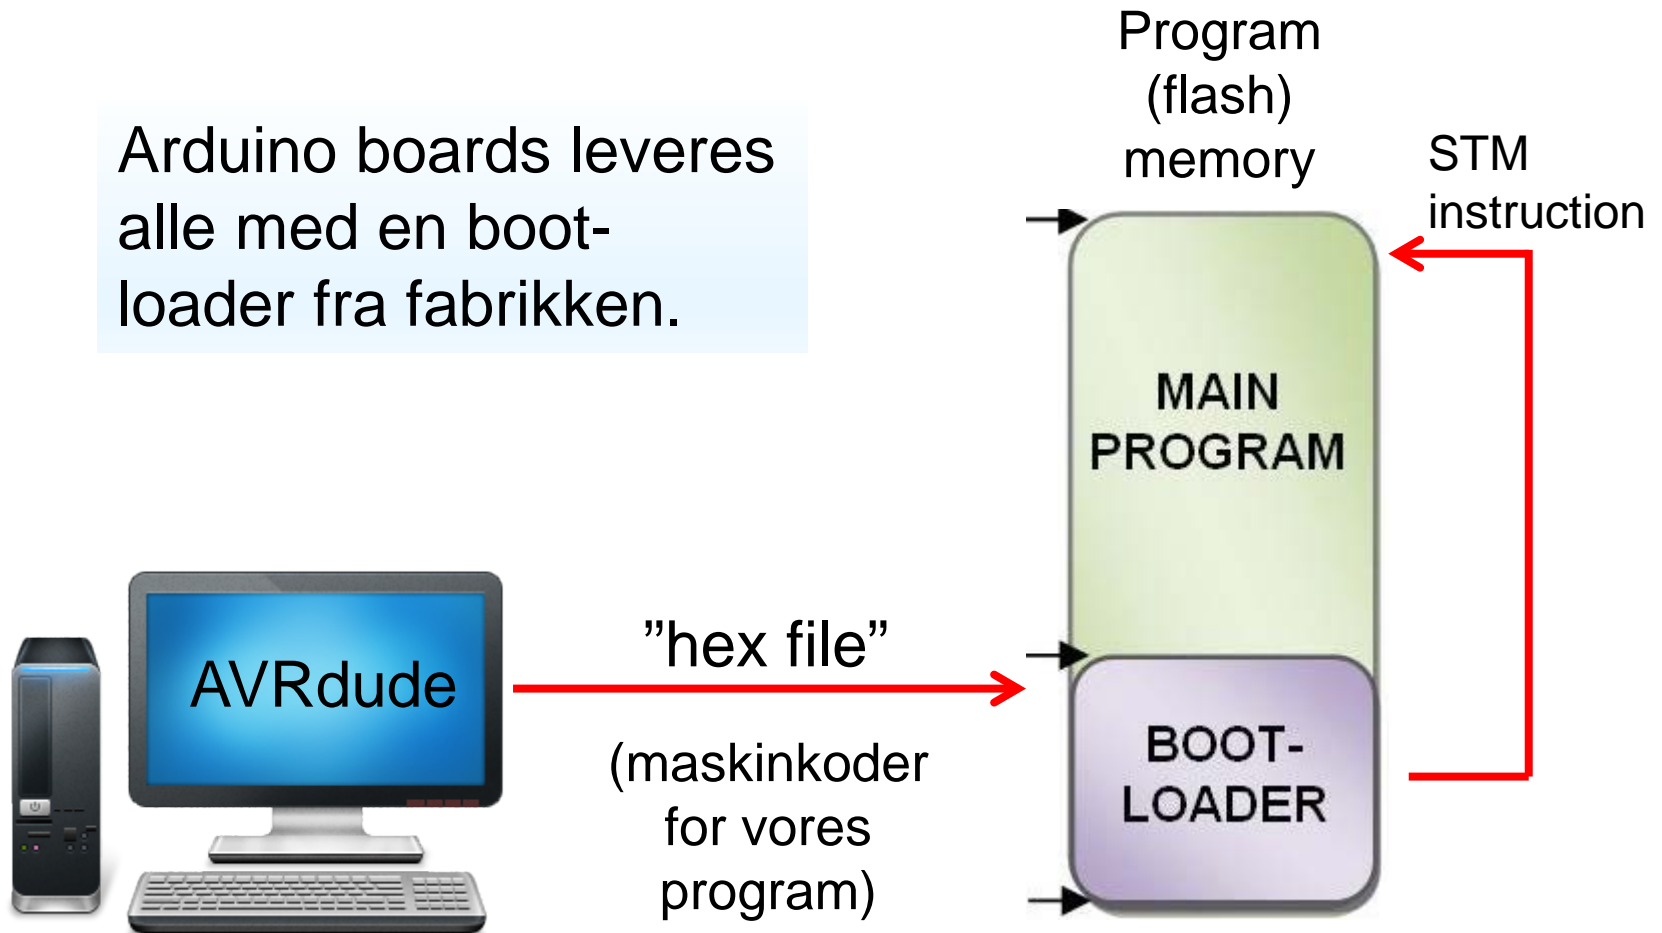 Program
(flash)
memory
STM
instruction
Arduino boards leveres
alle med en boot-
loader fra fabrikken.
MAIN
PROGRAM
AVRdude
”hex file”
(maskinkoder
for vores
program)
BOOT-
LOADER